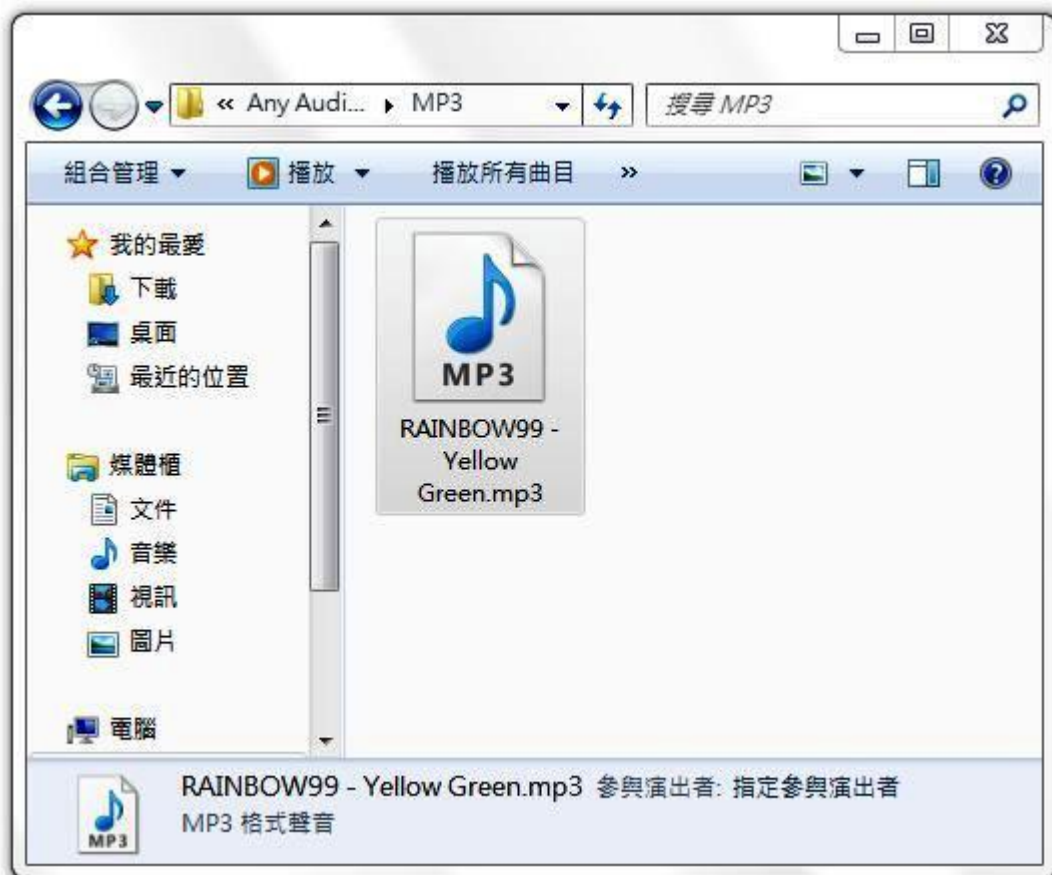 « Any Audi... MP3 搜尋 MP3
組合管理 播放 播放所有曲目 »
我的最愛
下載
桌面
最近的位置
媒體櫃
文件
音樂
視訊
圖片
電腦
MP3
RAINBOW99 -
Yellow
Green.mp3
RAINBOW99 - Yellow Green.mp3 參與演出者: 指定參與演出者
MP3 格式聲音
MP3